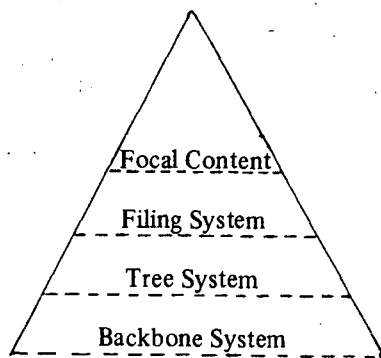 Focal Content
Filing System
Tree System
Backbone System